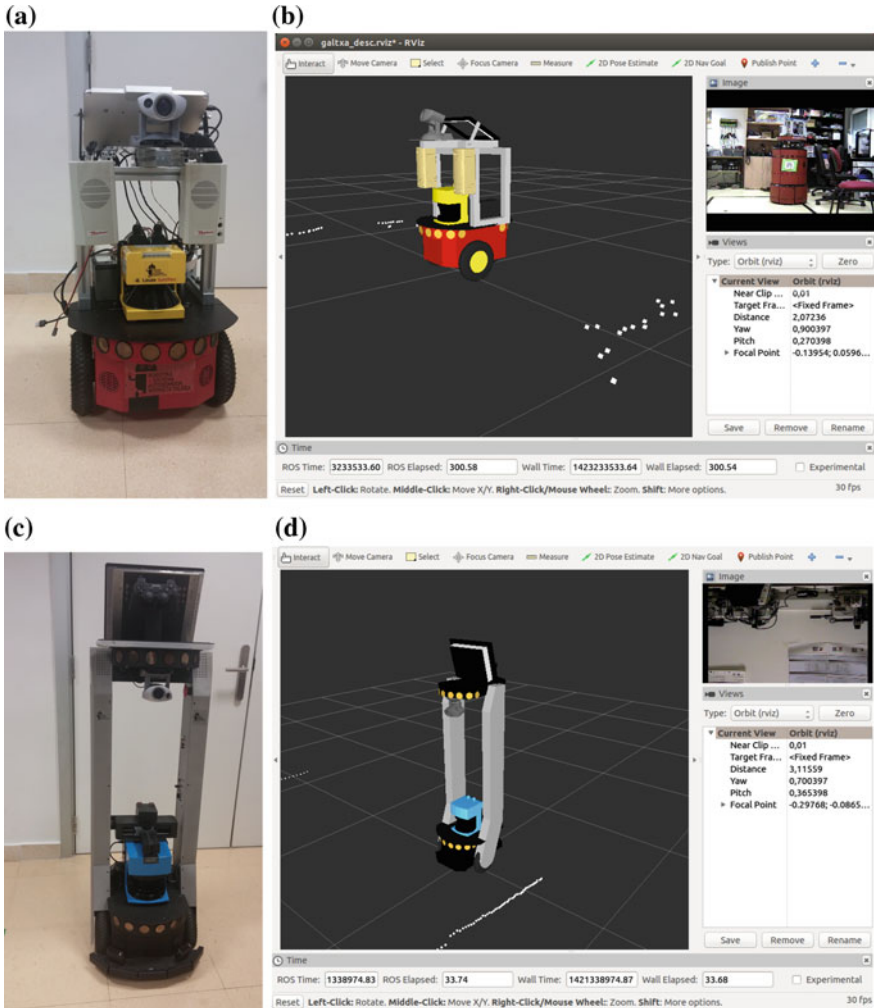 (a)
(b)
galtxa_desc.rviz* - RViz
Interact Move Camera Select Focus Camera Measure 2D Pose Estimate 2D Nav Goal Publish Point
Image
Views
Type: Orbit (rviz) Zero
Current View Orbit (rviz)
Near Clip ... 0,01
Target Fra... <Fixed Frame>
Distance 2,07236
Yaw 0,900397
Pitch 0,270398
Focal Point -0.13954; 0.0596...
Save Remove Rename
Time
ROS Time: 3233533.60 ROS Elapsed: 300.58 Wall Time: 1423233533.64 Wall Elapsed: 300.54 Experimental
Reset Left-Click: Rotate. Middle-Click: Move X/Y. Right-Click/Mouse Wheel:: Zoom. Shift: More options. 30 fps
(c)
(d)
Interact Move Camera Select Focus Camera Measure 2D Pose Estimate 2D Nav Goal Publish Point
Image
Views
Type: Orbit (rviz) Zero
Current View Orbit (rviz)
Near Clip ... 0,01
Target Fra... <Fixed Frame>
Distance 3,11559
Yaw 0,700397
Pitch 0,365398
Focal Point -0.29768; -0.0865...
Save Remove Rename
Time
ROS Time: 1338974.83 ROS Elapsed: 33.74 Wall Time: 1421338974.87 Wall Elapsed: 33.68 Experimental
Reset Left-Click: Rotate. Middle-Click: Move X/Y. Right-Click/Mouse Wheel:: Zoom. Shift: More options. 30 fps